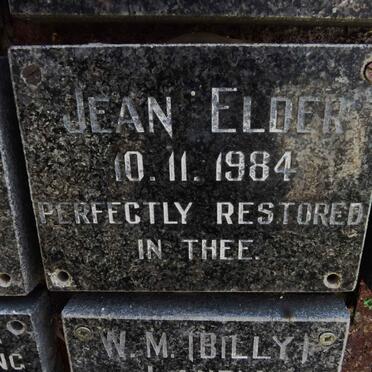 JEAN ELDER
10.11.1984
PERFECTLY RESTORED
IN THEE.
W.M. (BILLY)